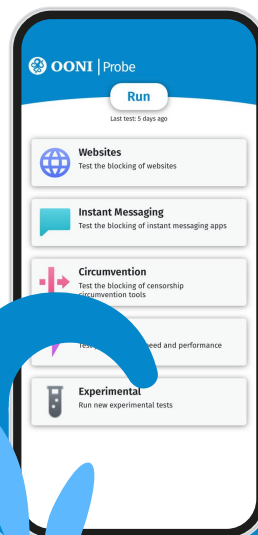 OONI | Probe
Run
Last test: 5 days ago
Websites
Test the blocking of websites
Instant Messaging
Test the blocking of instant messaging apps
Circumvention
Test the blocking of censorship
circumvention tools
Test eed and performance
Experimental
Run new experimental tests